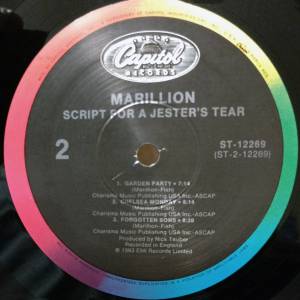 Capitol
RECORDS
MARILLION
SCRIPT FOR A JESTER'S TEAR
2
ST-12269
(ST-2-12269)
1. GARDEN PARTY • 7:14
(Marillion-Fish)
Charisma Music Publishing USA Inc.-ASCAP
2. CHELSEA MONDAY • 8:15
(Marillion-Fish)
Charisma Music Publishing USA Inc.-ASCAP
3. FORGOTTEN SONS • 8:20
(Marillion-Fish)
Charisma Music Publishing USA Inc.-ASCAP
Produced by Nick Tauber
Recorded in England
℗ 1983 EMI Records Limited